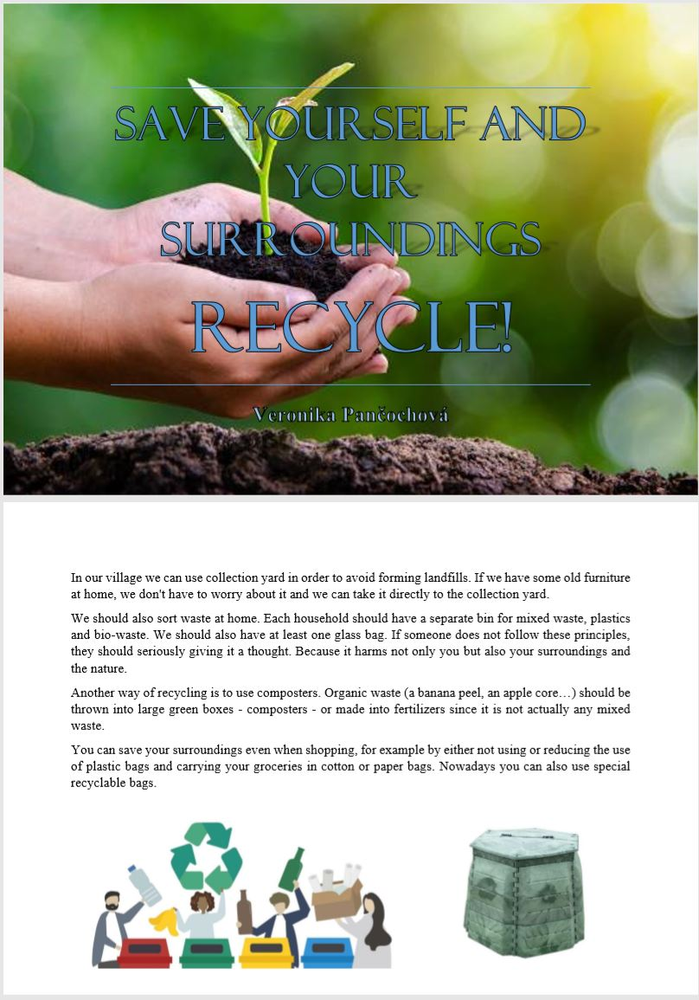 SAVE YOURSELF AND
YOUR
SURROUNDINGS
RECYCLE!
Veronika Pančochová
In our village we can use collection yard in order to avoid forming landfills. If we have some old furniture
at home, we don't have to worry about it and we can take it directly to the collection yard.
We should also sort waste at home. Each household should have a separate bin for mixed waste, plastics
and bio-waste. We should also have at least one glass bag. If someone does not follow these principles,
they should seriously giving it a thought. Because it harms not only you but also your surroundings and
the nature.
Another way of recycling is to use composters. Organic waste (a banana peel, an apple core…) should be
thrown into large green boxes - composters - or made into fertilizers since it is not actually any mixed
waste.
You can save your surroundings even when shopping, for example by either not using or reducing the use
of plastic bags and carrying your groceries in cotton or paper bags. Nowadays you can also use special
recyclable bags.